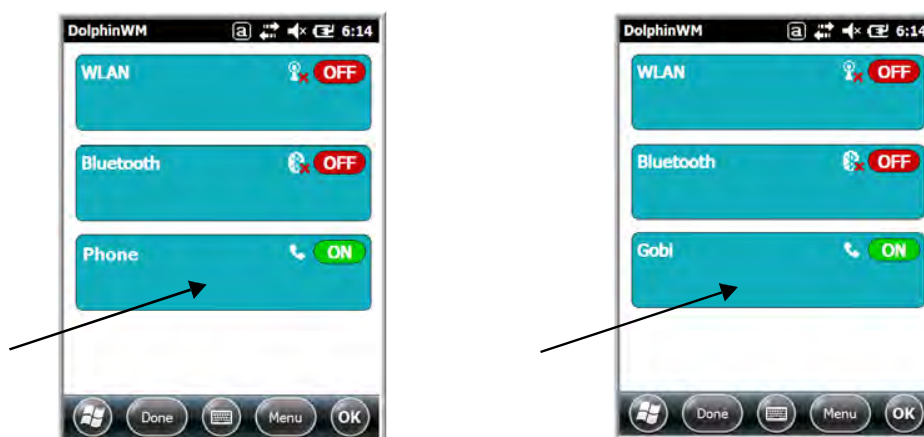 DolphinWM a 6:14
WLAN OFF
Bluetooth OFF
Phone ON
Done Menu OK
DolphinWM a 6:14
WLAN OFF
Bluetooth OFF
Gobi ON
Done Menu OK